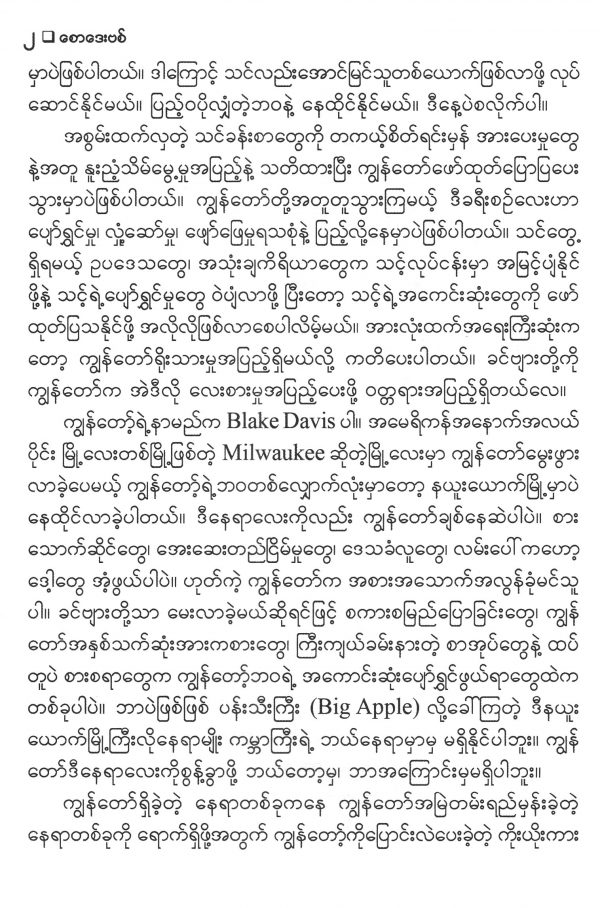 ၂ ❑ စောဒေးဗစ်
မှာပဲဖြစ်ပါတယ်။ ဒါကြောင့် သင်လည်းအောင်မြင်သူတစ်ယောက်ဖြစ်လာဖို့ လုပ်
ဆောင်နိုင်မယ်။ ပြည့်ဝပိုလျှံတဲ့ဘဝနဲ့ နေထိုင်နိုင်မယ်။ ဒီနေ့ပဲစလိုက်ပါ။
အစွမ်းထက်လှတဲ့ သင်ခန်းစာတွေကို တကယ့်စိတ်ရင်းမှန် အားပေးမှုတွေ
နဲ့အတူ နူးညံ့သိမ်မွေ့မှုအပြည့်နဲ့ သတိထားပြီး ကျွန်တော်ဖော်ထုတ်ပြောပြပေး
သွားမှာပဲဖြစ်ပါတယ်။ ကျွန်တော်တို့အတူတူသွားကြမယ့် ဒီခရီးစဉ်လေးဟာ
ပျော်ရွှင်မှု၊ လှုံ့ဆော်မှု၊ ဖျော်ဖြေမှုရသစုံနဲ့ ပြည့်လို့နေမှာပဲဖြစ်ပါတယ်။ သင်တွေ့
ရှိရမယ့် ဥပဒေသတွေ၊ အသုံးချကိရိယာတွေက သင့်လုပ်ငန်းမှာ အမြင့်ပျံနိုင်
ဖို့နဲ့ သင့်ရဲ့ပျော်ရွှင်မှုတွေ ဝဲပျံလာဖို့ ပြီးတော့ သင့်ရဲ့အကောင်းဆုံးတွေကို ဖော်
ထုတ်ပြသနိုင်ဖို့ အလိုလိုဖြစ်လာစေပါလိမ့်မယ်။ အားလုံးထက်အရေးကြီးဆုံးက
တော့ ကျွန်တော်ရိုးသားမှုအပြည့်ရှိမယ်လို့ ကတိပေးပါတယ်။ ခင်ဗျားတို့ကို
ကျွန်တော်က အဲဒီလို လေးစားမှုအပြည့်ပေးဖို့ ဝတ္တရားအပြည့်ရှိတယ်လေ။
ကျွန်တော့်ရဲ့နာမည်က Blake Davis ပါ။ အမေရိကန်အနောက်အလယ်
ပိုင်း မြို့လေးတစ်မြို့ဖြစ်တဲ့ Milwaukee ဆိုတဲ့မြို့လေးမှာ ကျွန်တော်မွေးဖွား
လာခဲ့ပေမယ့် ကျွန်တော့်ရဲ့ဘဝတစ်လျှောက်လုံးမှာတော့ နယူးယောက်မြို့မှာပဲ
နေထိုင်လာခဲ့ပါတယ်။ ဒီနေရာလေးကိုလည်း ကျွန်တော်ချစ်နေဆဲပါပဲ။ စား
သောက်ဆိုင်တွေ၊ အေးဆေးတည်ငြိမ်မှုတွေ၊ ဒေသခံလူတွေ၊ လမ်းပေါ်ကဟော့
ဒေါ့တွေ အံ့ဖွယ်ပါပဲ။ ဟုတ်ကဲ့ ကျွန်တော်က အစားအသောက်အလွန်ခုံမင်သူ
ပါ။ ခင်ဗျားတို့သာ မေးလာခဲ့မယ်ဆိုရင်ဖြင့် စကားစမြည်ပြောခြင်းတွေ၊ ကျွန်
တော်အနှစ်သက်ဆုံးအားကစားတွေ၊ ကြီးကျယ်ခမ်းနားတဲ့ စာအုပ်တွေနဲ့ ထပ်
တူပဲ စားစရာတွေက ကျွန်တော့်ဘဝရဲ့ အကောင်းဆုံးပျော်ရွှင်ဖွယ်ရာတွေထဲက
တစ်ခုပါပဲ။ ဘာပဲဖြစ်ဖြစ် ပန်းသီးကြီး (Big Apple) လို့ခေါ်ကြတဲ့ ဒီနယူး
ယောက်မြို့ကြီးလိုနေရာမျိုး ကမ္ဘာကြီးရဲ့ ဘယ်နေရာမှာမှ မရှိနိုင်ပါဘူး။ ကျွန်
တော်ဒီနေရာလေးကိုစွန့်ခွာဖို့ ဘယ်တော့မှ၊ ဘာအကြောင်းမှမရှိပါဘူး။
ကျွန်တော်ရှိခဲ့တဲ့ နေရာတစ်ခုကနေ ကျွန်တော်အမြဲတမ်းရည်မှန်းခဲ့တဲ့
နေရာတစ်ခုကို ရောက်ရှိဖို့အတွက် ကျွန်တော့်ကိုပြောင်းလဲပေးခဲ့တဲ့ ကိုးယိုးကား